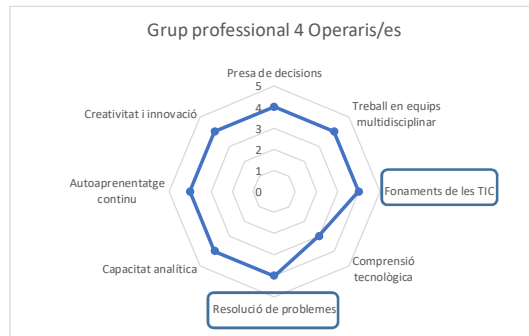 Grup professional 4 Operaris/es
Presa de decisions
Treball en equips
multidisciplinar
Fonaments de les TIC
Comprensió
tecnològica
Resolució de problemes
Capacitat analítica
Autoaprenentatge
continu
Creativitat i innovació
5
4
3
2
1
0